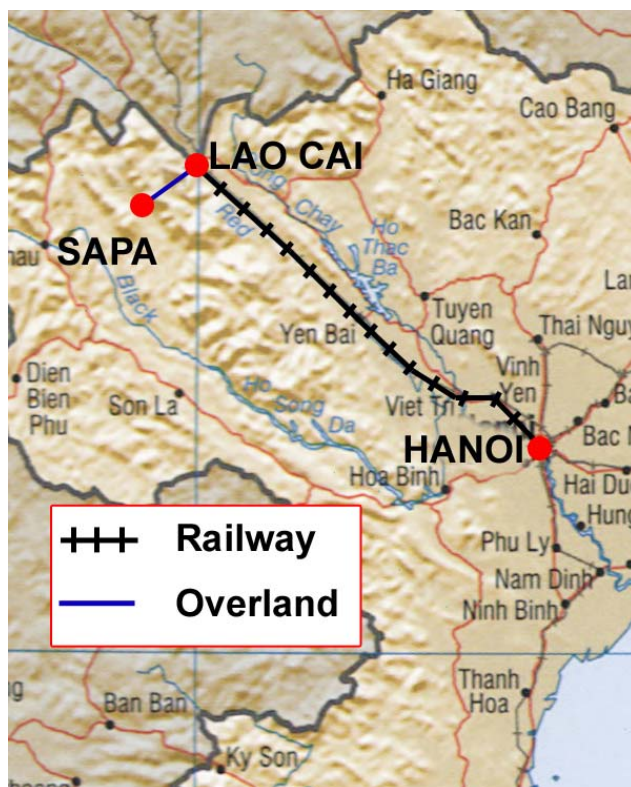 Ha Giang
Cao Bang
LAO CAI
SAPA
Red
Chay
Ho
Thac
Ba
Bac Kan
Black
Yen Bai
Tuyen
Quang
Thai Nguy
Vinh
Yen
Dien
Bien
Phu
Son La
Ho
Song
Da
Viet Tri
HANOI
Bac N
Hoa Binh
Hai Du
Hung
Railway
Overland
Phu Ly
Nam Dinh
Ninh Binh
Thanh
Hoa
Ban Ban
Ky Son